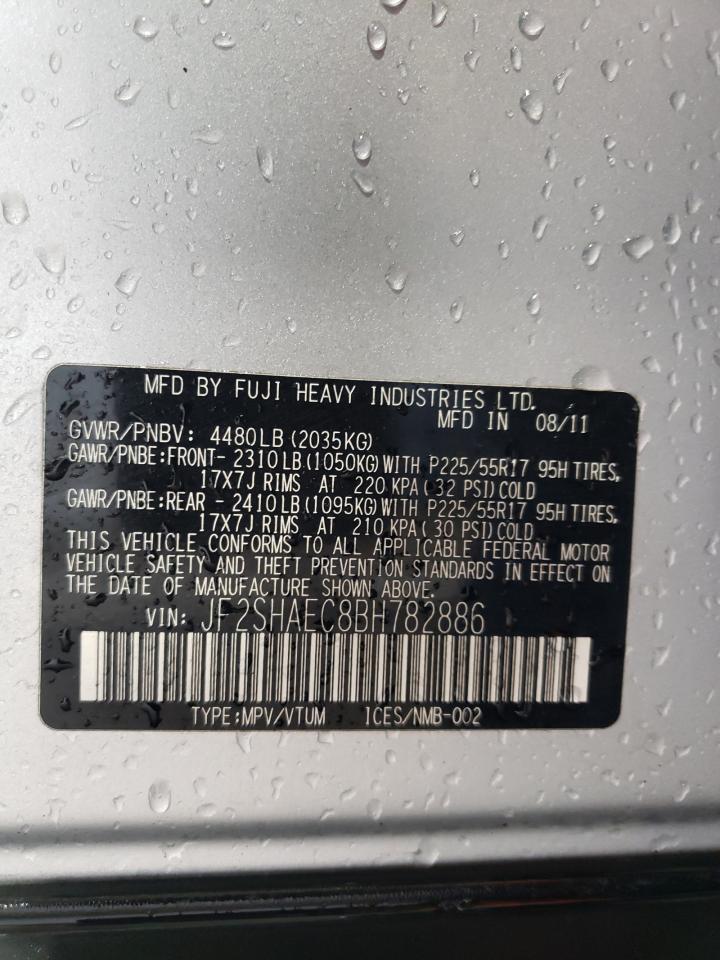 MFD BY FUJI HEAVY INDUSTRIES LTD.
MFD IN 08/11
GVWR/PNBV: 4480LB (2035KG)
GAWR/PNBE:FRONT- 2310LB (1050KG) WITH P225/55R17 95H TIRES,
17X7J RIMS AT 220 KPA ( 32 PSI) COLD
GAWR/PNBE:REAR - 2410LB (1095KG) WITH P225/55R17 95H TIRES,
17X7J RIMS AT 210 KPA ( 30 PSI) COLD
THIS VEHICLE CONFORMS TO ALL APPLICABLE FEDERAL MOTOR
VEHICLE SAFETY AND THEFT PREVENTION STANDARDS IN EFFECT ON
THE DATE OF MANUFACTURE SHOWN ABOVE.
VIN: JF2SHAEC8BH782886
TYPE:MPV/VTUM ICES/NMB-002